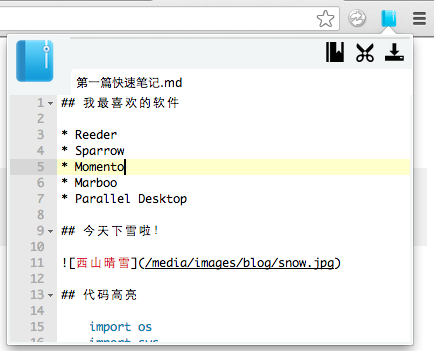 第一篇快速笔记.md
1 ## 我最喜欢的软件
2
3 * Reeder
4 * Sparrow
5 * Momento
6 * Marboo
7 * Parallel Desktop
8
9 ## 今天下雪啦！
10
11 ![西山晴雪](/media/images/blog/snow.jpg)
12
13 ## 代码高亮
14
15 import os
16 import sys